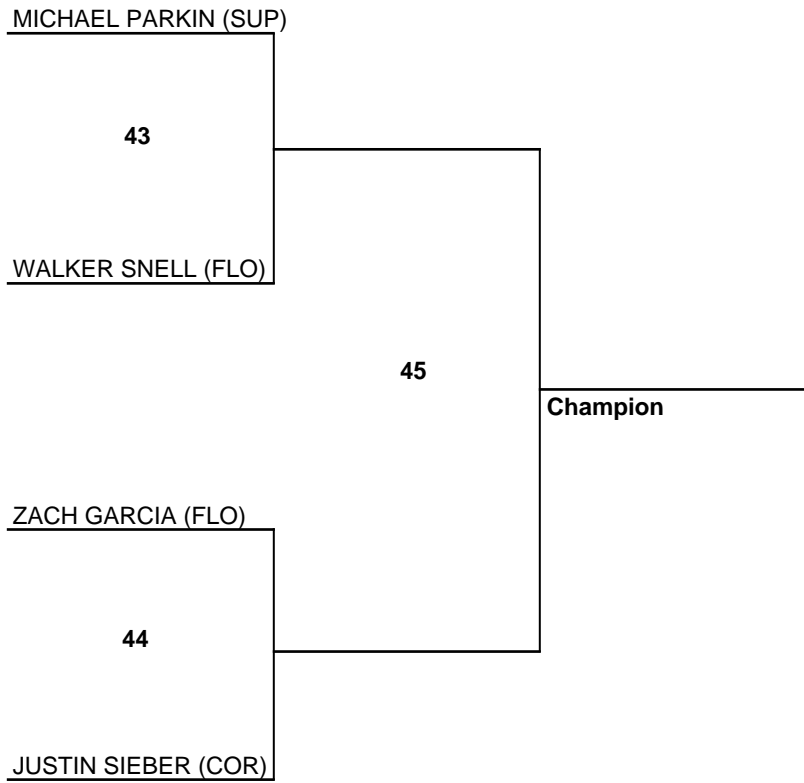 MICHAEL PARKIN (SUP)
43
WALKER SNELL (FLO)
45
Champion
ZACH GARCIA (FLO)
44
JUSTIN SIEBER (COR)